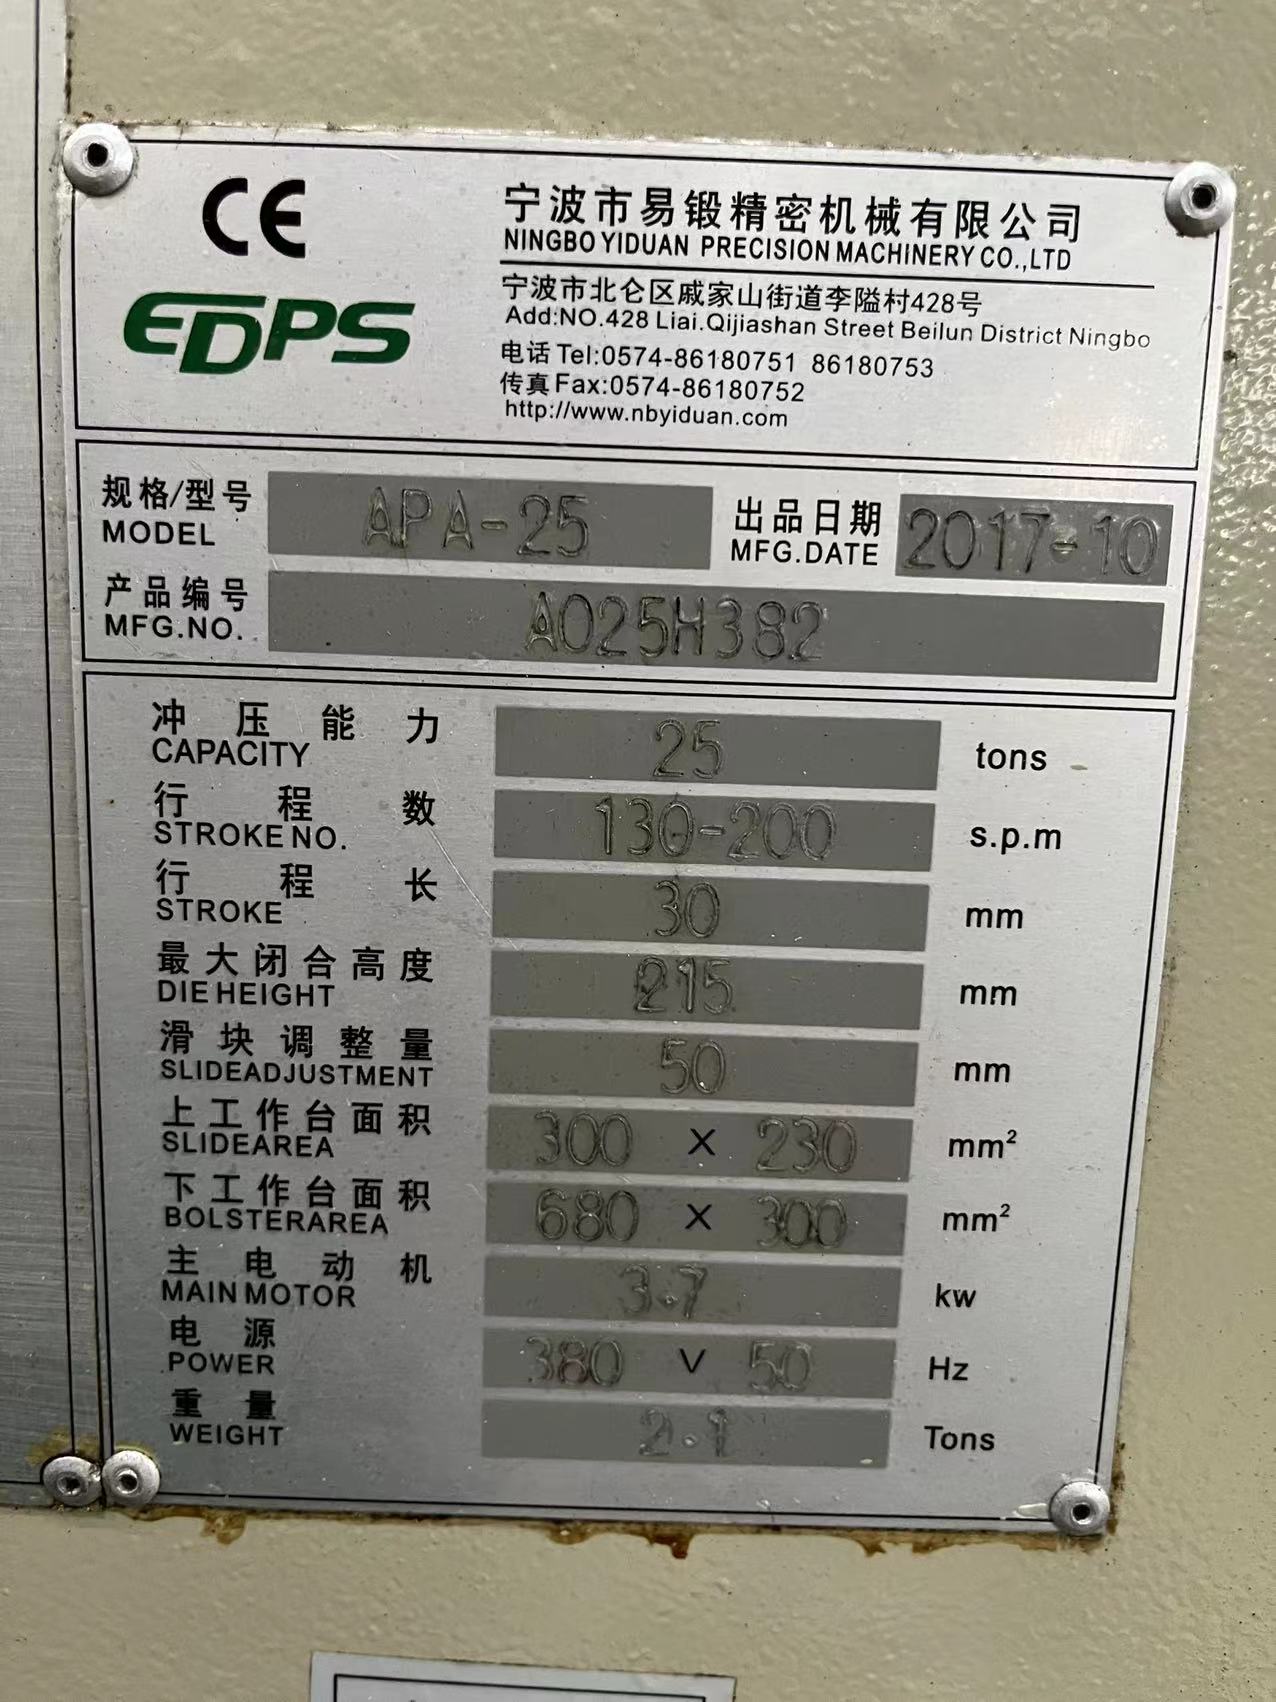 CE
EDPS
宁波市易锻精密机械有限公司
NINGBO YIDUAN PRECISION MACHINERY CO.,LTD
宁波市北仑区戚家山街道李隘村428号
Add:NO.428 Liai.Qijiashan Street Beilun District Ningbo
电话 Tel:0574-86180751 86180753
传真 Fax:0574-86180752
http://www.nbyiduan.com
规格/型号 APA-25 出品日期 2017-10
MODEL MFG.DATE
产品编号 A025H382
MFG.NO.
冲压能力 25 tons
CAPACITY
行程数 130-200 s.p.m
STROKE NO.
行程长 30 mm
STROKE
最大闭合高度 215 mm
DIE HEIGHT
滑块调整量 50 mm
SLIDEADJUSTMENT
上工作台面积 300 X 230 mm²
SLIDEAREA
下工作台面积 680 X 300 mm²
BOLSTERAREA
主电动机 3.7 kw
MAIN MOTOR
电源 380 V 50 Hz
POWER
重量 2.1 Tons
WEIGHT